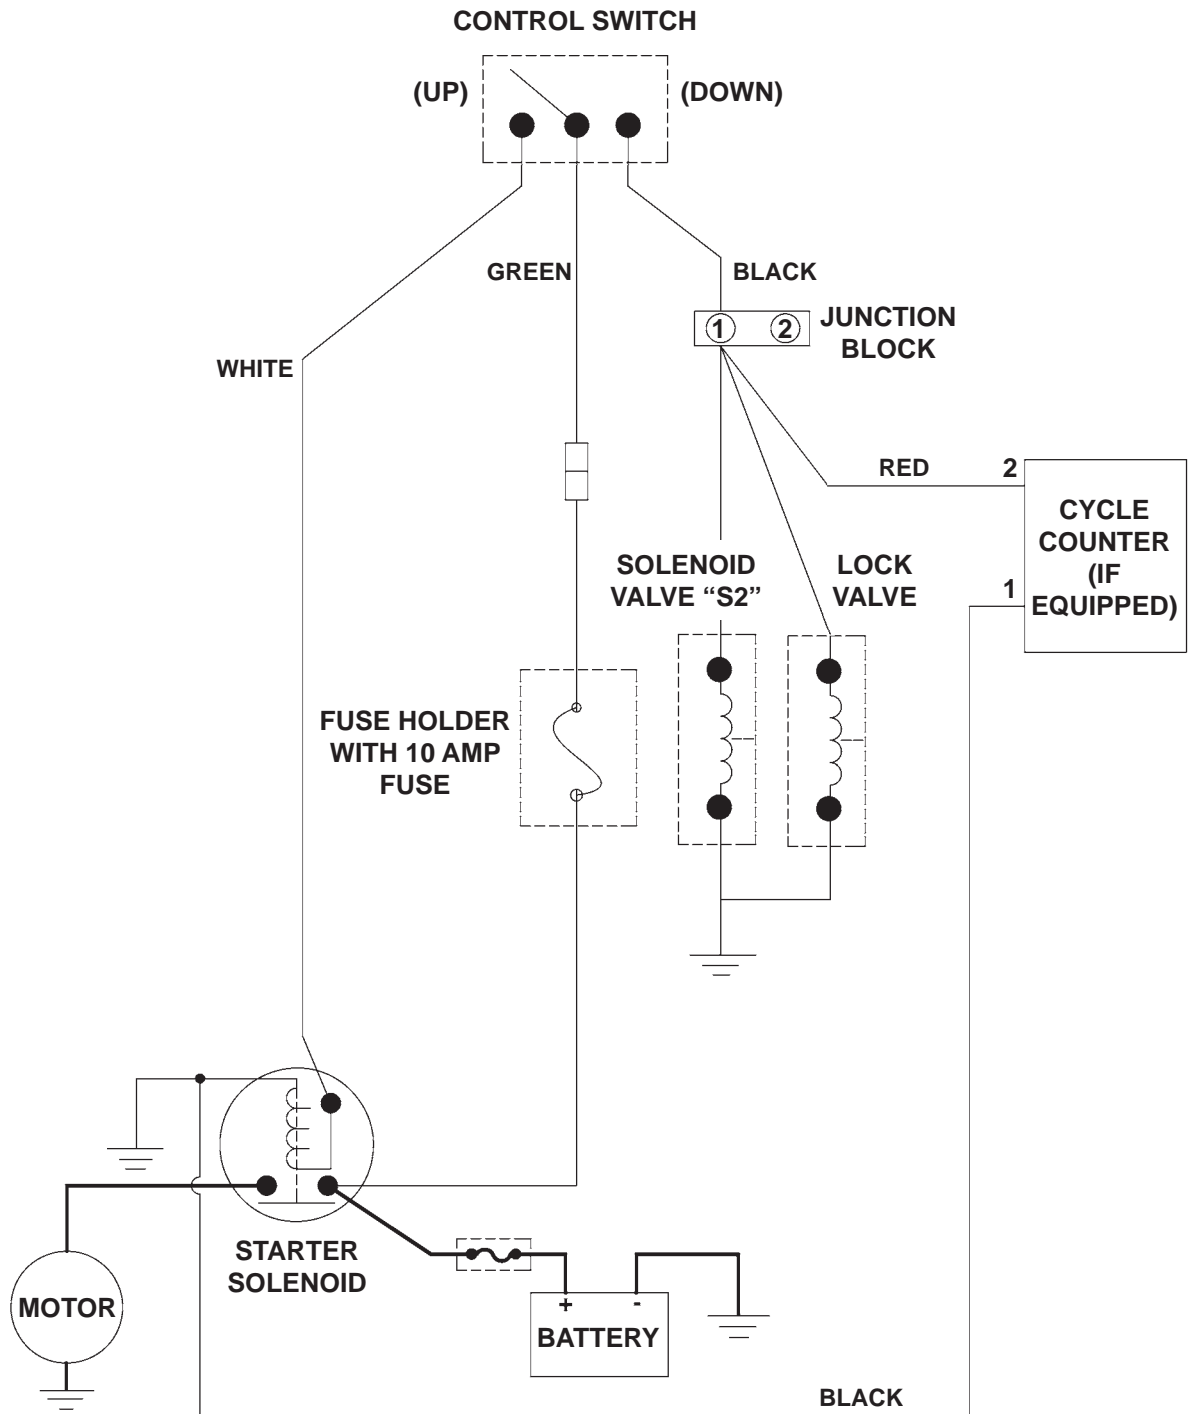 CONTROL SWITCH
(UP)
(DOWN)
GREEN
BLACK
1
2
JUNCTION
BLOCK
WHITE
RED
2
CYCLE
COUNTER
(IF
EQUIPPED)
1
SOLENOID
VALVE “S2”
LOCK
VALVE
FUSE HOLDER
WITH 10 AMP
FUSE
STARTER
SOLENOID
MOTOR
+
-
BATTERY
BLACK